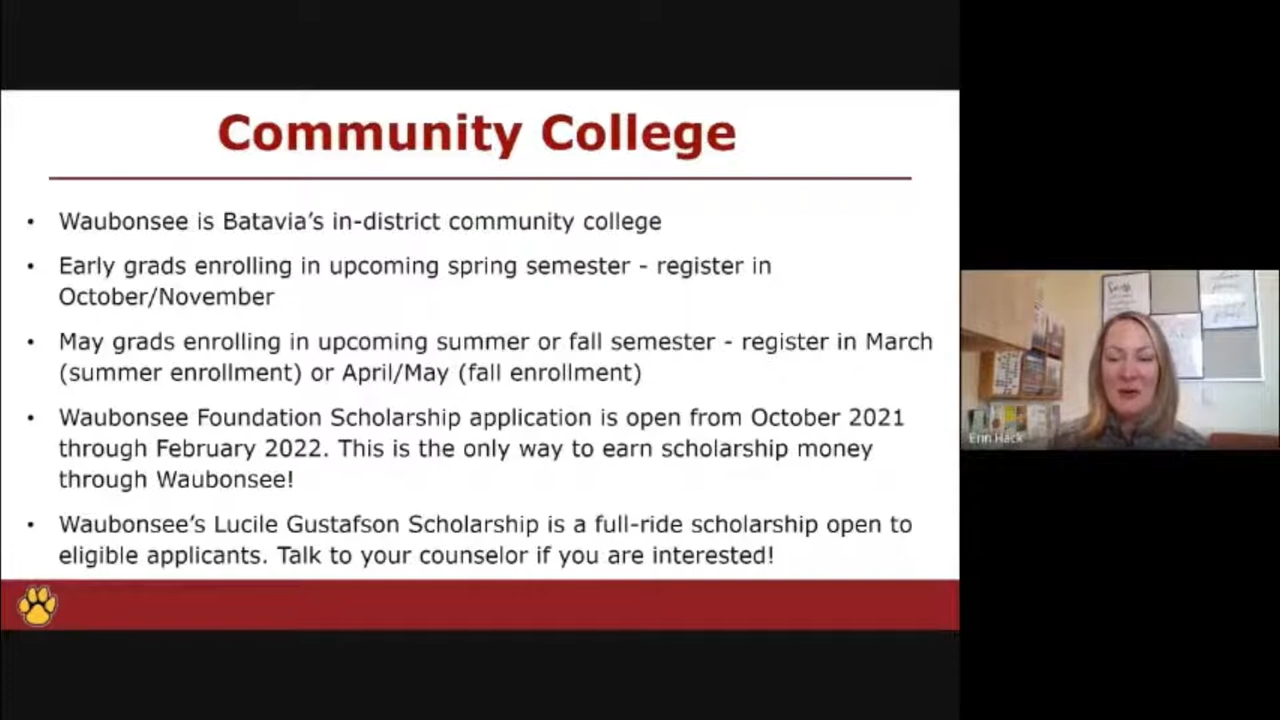 Community College
• Waubonsee is Batavia’s in-district community college
• Early grads enrolling in upcoming spring semester - register in
October/November
• May grads enrolling in upcoming summer or fall semester - register in March
(summer enrollment) or April/May (fall enrollment)
• Waubonsee Foundation Scholarship application is open from October 2021
through February 2022. This is the only way to earn scholarship money
through Waubonsee!
• Waubonsee’s Lucile Gustafson Scholarship is a full-ride scholarship open to
eligible applicants. Talk to your counselor if you are interested!
Erin Hack